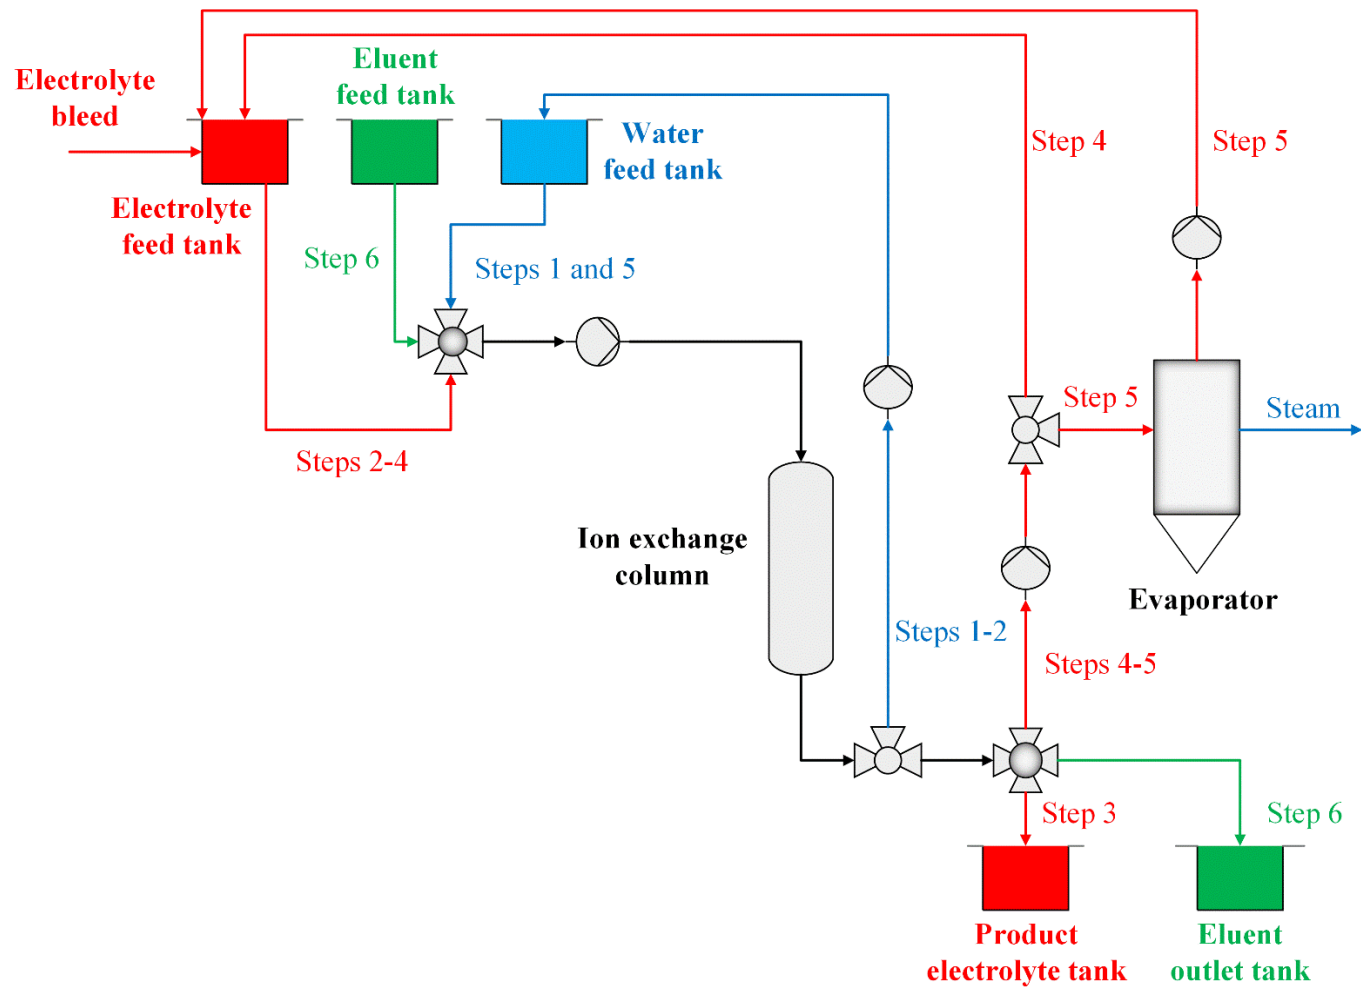 Electrolyte
bleed
Eluent
feed tank
Water
feed tank
Step 4
Step 5
Electrolyte
feed tank
Step 6
Steps 1 and 5
Steps 2-4
Step 5
Steam
Ion exchange
column
Evaporator
Steps 1-2
Steps 4-5
Step 3
Step 6
Product
electrolyte tank
Eluent
outlet tank